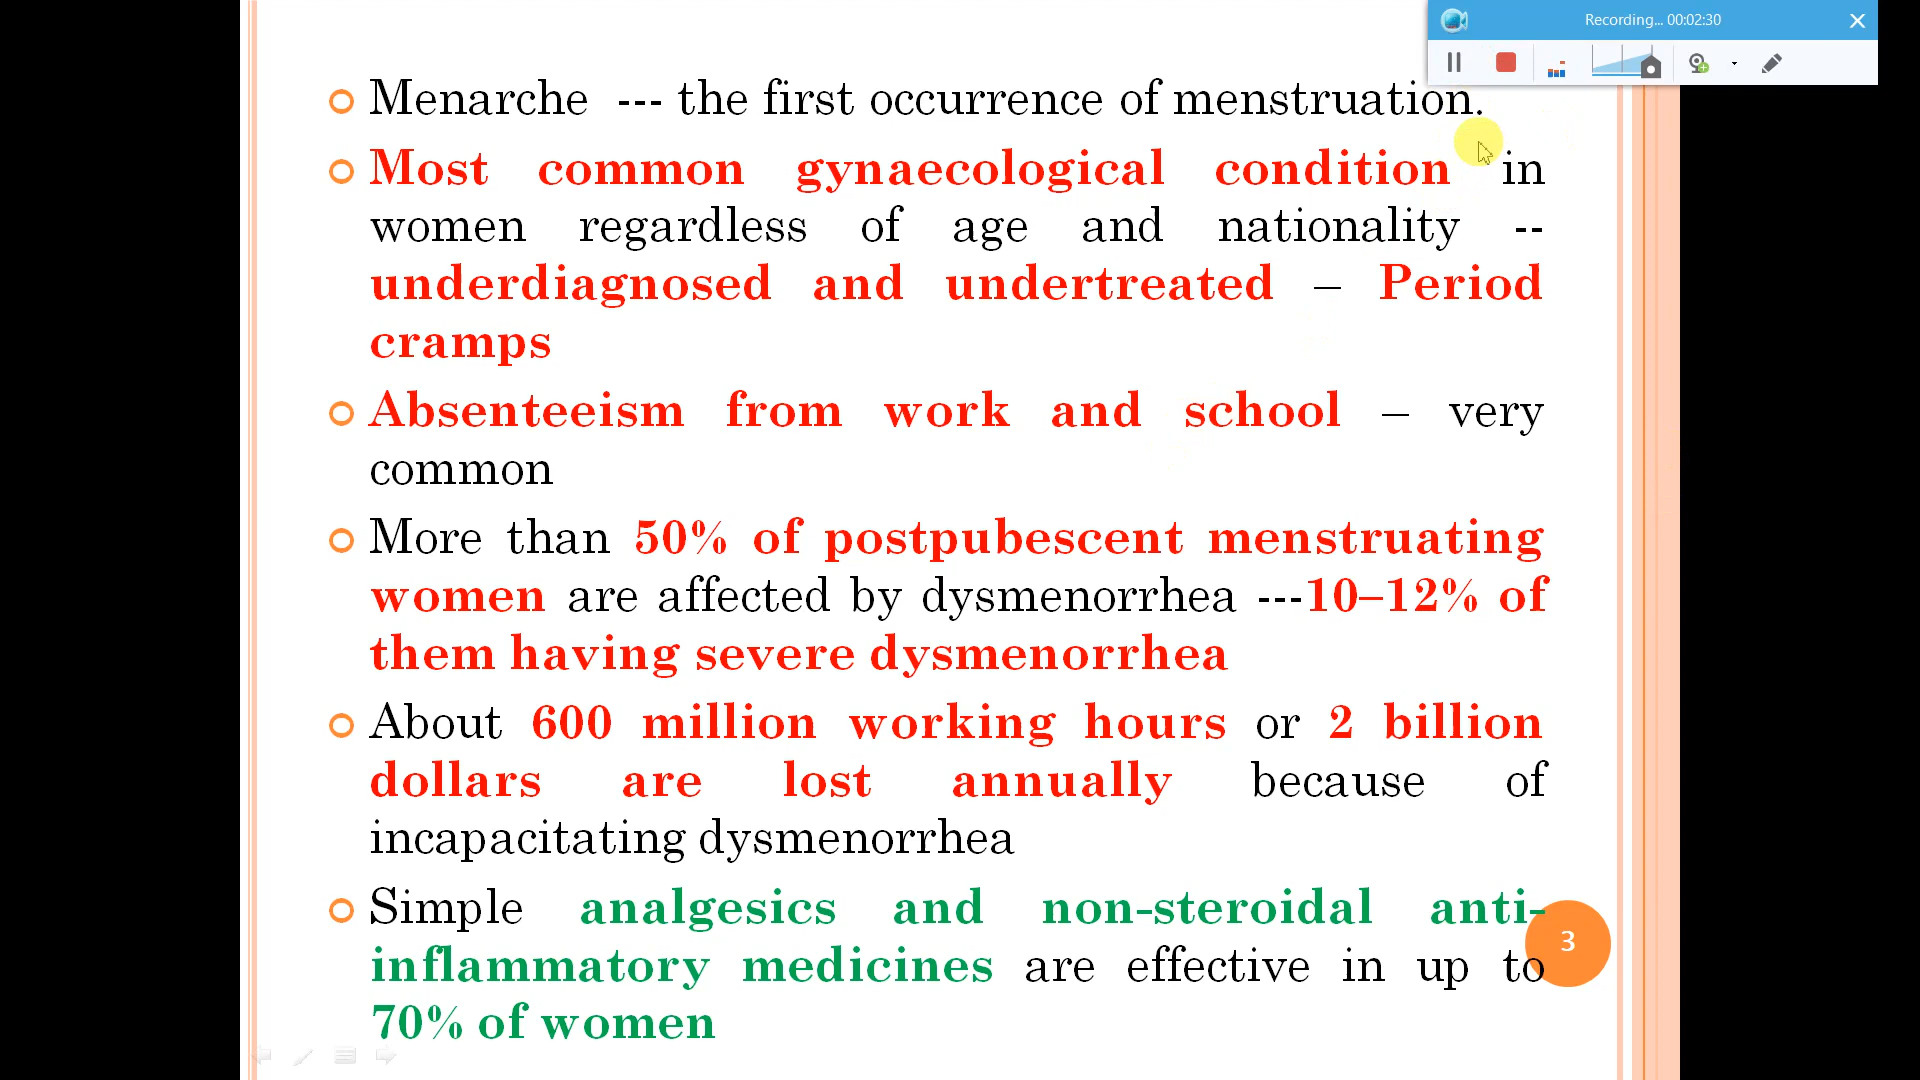 Recording... 00:02:30
Menarche --- the first occurrence of menstruation.
Most common gynaecological condition in
women regardless of age and nationality --
underdiagnosed and undertreated – Period
cramps
Absenteeism from work and school – very
common
More than 50% of postpubescent menstruating
women are affected by dysmenorrhea ---10–12% of
them having severe dysmenorrhea
About 600 million working hours or 2 billion
dollars are lost annually because of
incapacitating dysmenorrhea
Simple analgesics and non-steroidal anti-
inflammatory medicines are effective in up to
70% of women
3